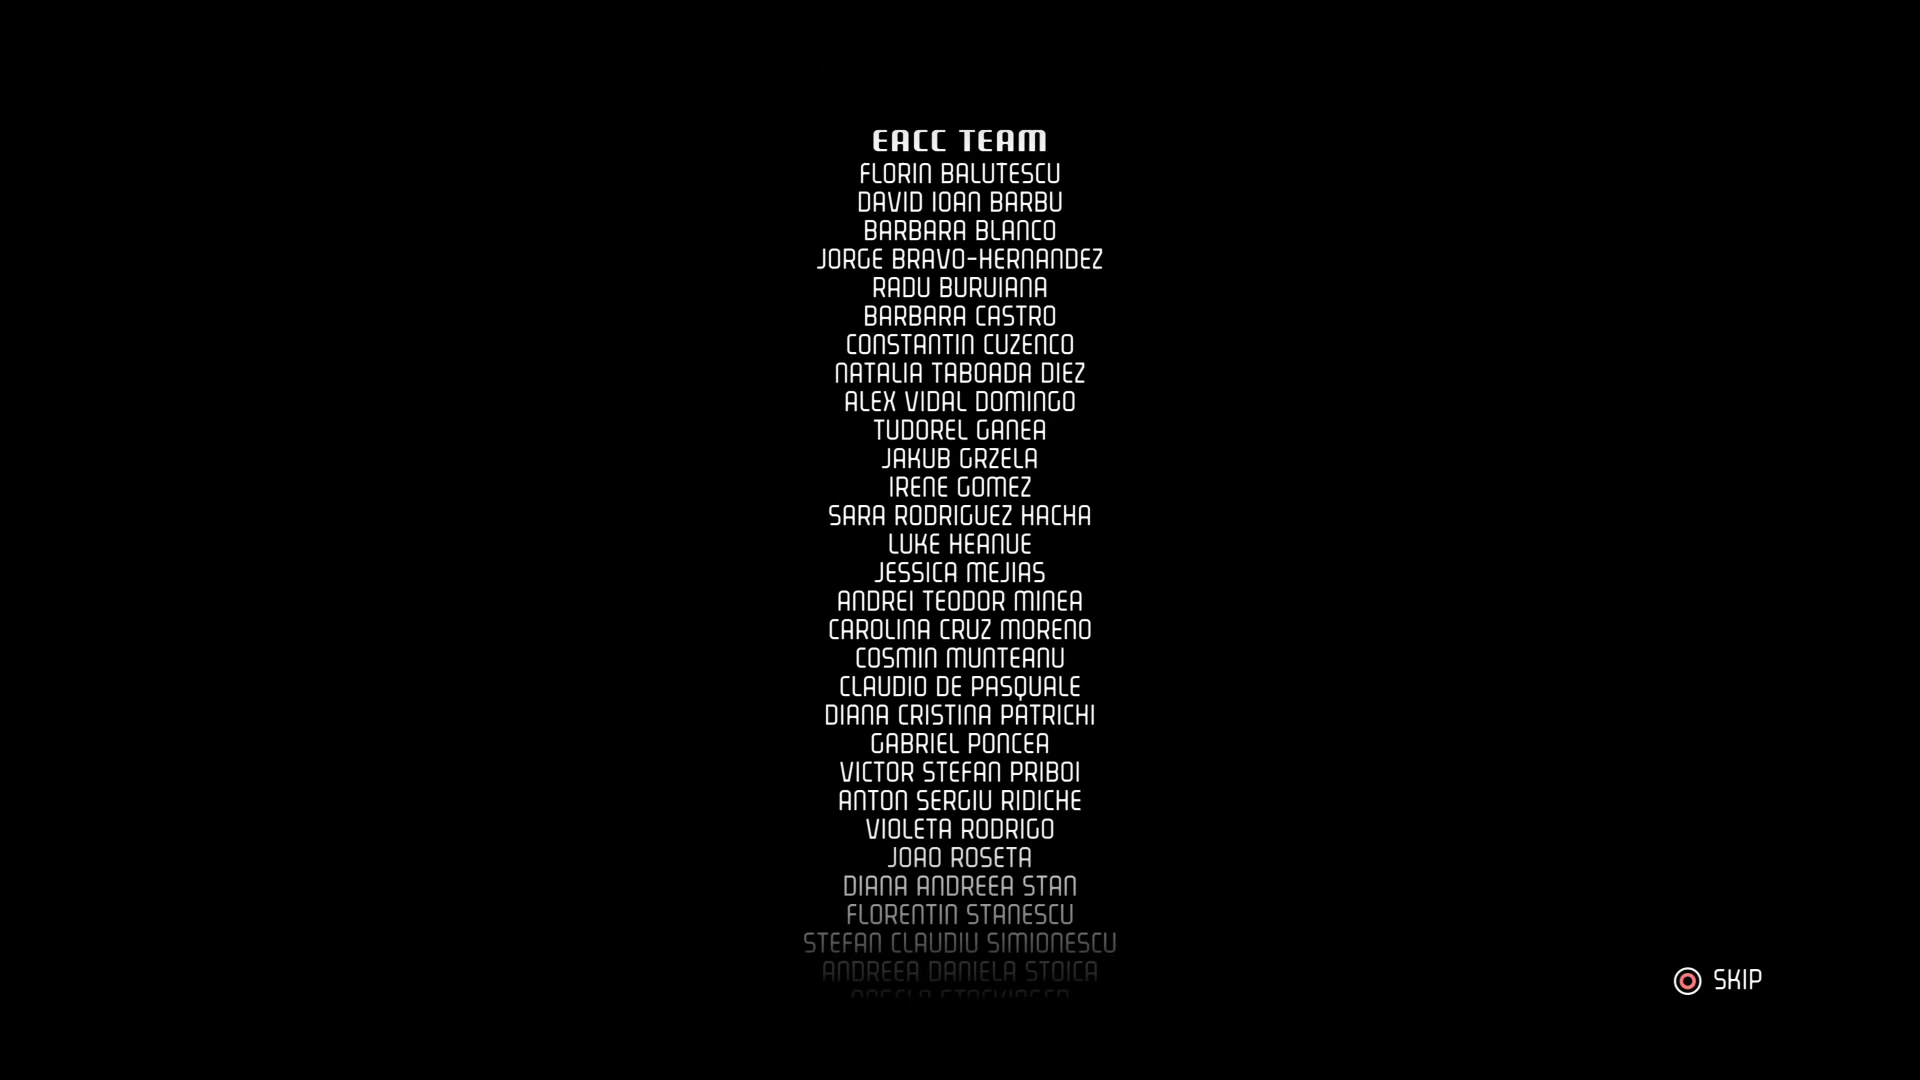 EACC TEAM
FLORIN BALUTESCU
DAVID IOAN BARBU
BARBARA BLANCO
JORGE BRAVO-HERNANDEZ
RADU BURUIANA
BARBARA CASTRO
CONSTANTIN CUZENCO
NATALIA TABOADA DIEZ
ALEX VIDAL DOMINGO
TUDOREL GANEA
JAKUB GRZELA
IRENE GOMEZ
SARA RODRIGUEZ HACHA
LUKE HEANUE
JESSICA MEJIAS
ANDREI TEODOR MINEA
CAROLINA CRUZ MORENO
COSMIN MUNTEANU
CLAUDIO DE PASQUALE
DIANA CRISTINA PATRICHI
GABRIEL PONCEA
VICTOR STEFAN PRIBOI
ANTON SERGIU RIDICHE
VIOLETA RODRIGO
JOAO ROSETA
DIANA ANDREEA STAN
FLORENTIN STANESCU
STEFAN CLAUDIU SIMIONESCU
ANDREEA DANIELA STOICA
SKIP